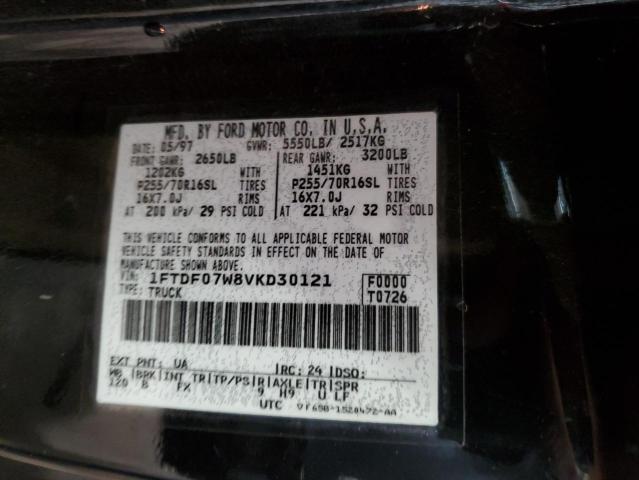 MFD. BY FORD MOTOR CO. IN U.S.A.
DATE: 05/97 GVWR: 5550LB/ 2517KG
FRONT GAWR: 2650LB REAR GAWR: 3200LB
1202KG WITH 1451KG WITH
P255/70R16SL TIRES P255/70R16SL TIRES
16X7.0J RIMS 16X7.0J RIMS
AT 200 kPa/ 29 PSI COLD AT 221 kPa/ 32 PSI COLD
THIS VEHICLE CONFORMS TO ALL APPLICABLE FEDERAL MOTOR
VEHICLE SAFETY STANDARDS IN EFFECT ON THE DATE OF
MANUFACTURE SHOWN ABOVE.
VIN: 1FTDF07W8VKD30121 F0000
TYPE: TRUCK T0726
EXT PNT: UA RC: 24 DSO:
WB BRK INT TR TP/PS R AXLE TR SPR
120 B FX 9 H9 U LF
UTC